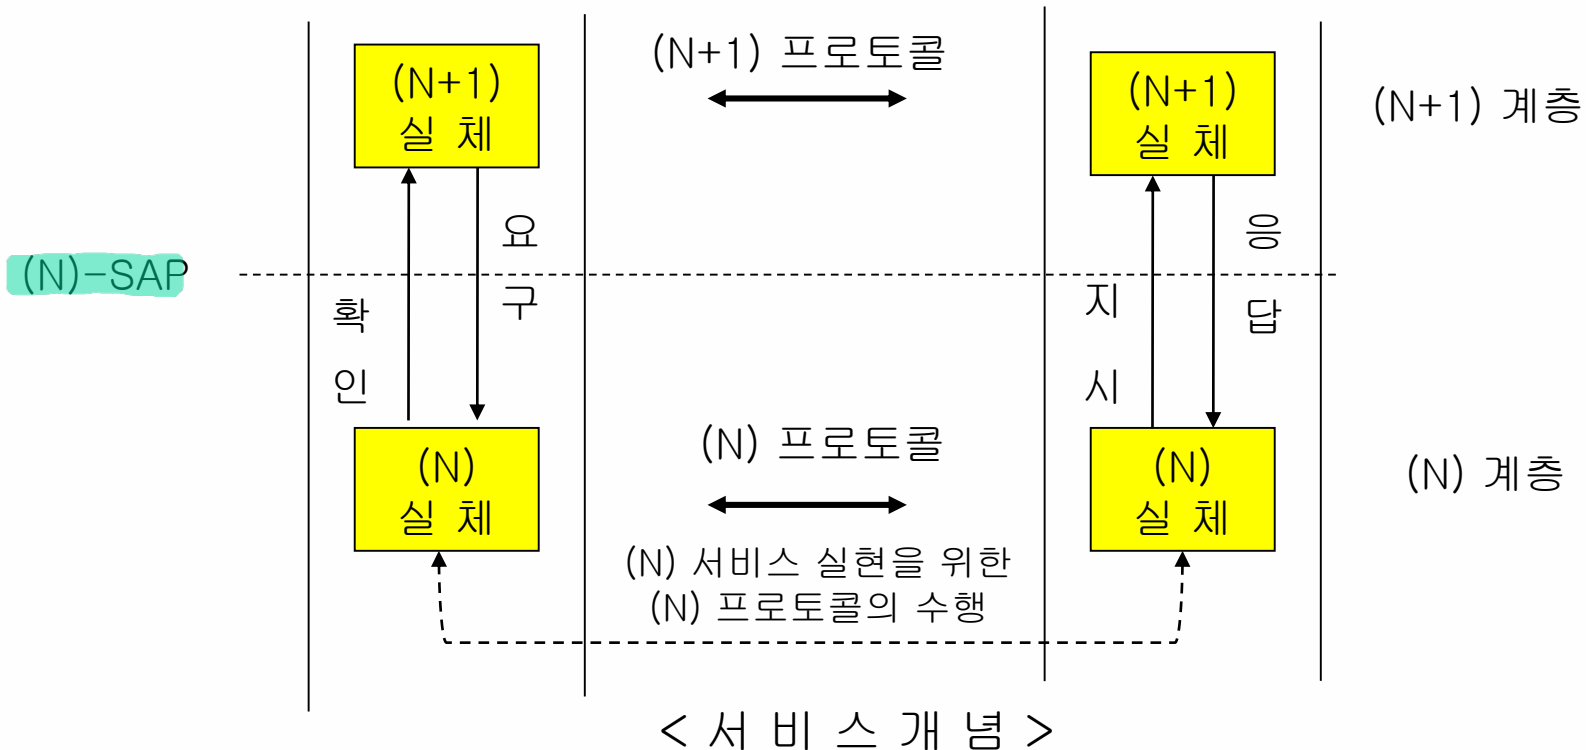 (N+1) 프로토콜
(N+1)
실 체
(N+1)
실 체
(N+1) 계층
요
구
응
답
(N)-SAP
확
인
지
시
(N) 프로토콜
(N)
실 체
(N)
실 체
(N) 계층
(N) 서비스 실현을 위한
(N) 프로토콜의 수행
< 서 비 스 개 념 >